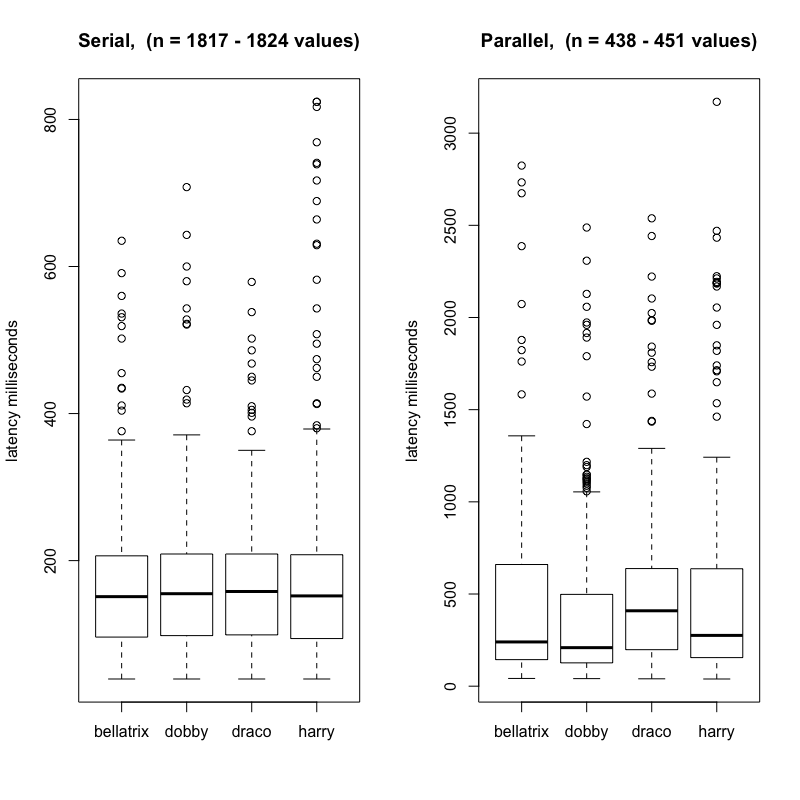 Serial,  (n = 1817 - 1824 values)
latency milliseconds
800
600
400
200
bellatrix dobby draco harry
Parallel,  (n = 438 - 451 values)
latency milliseconds
3000
2500
2000
1500
1000
500
0
bellatrix dobby draco harry